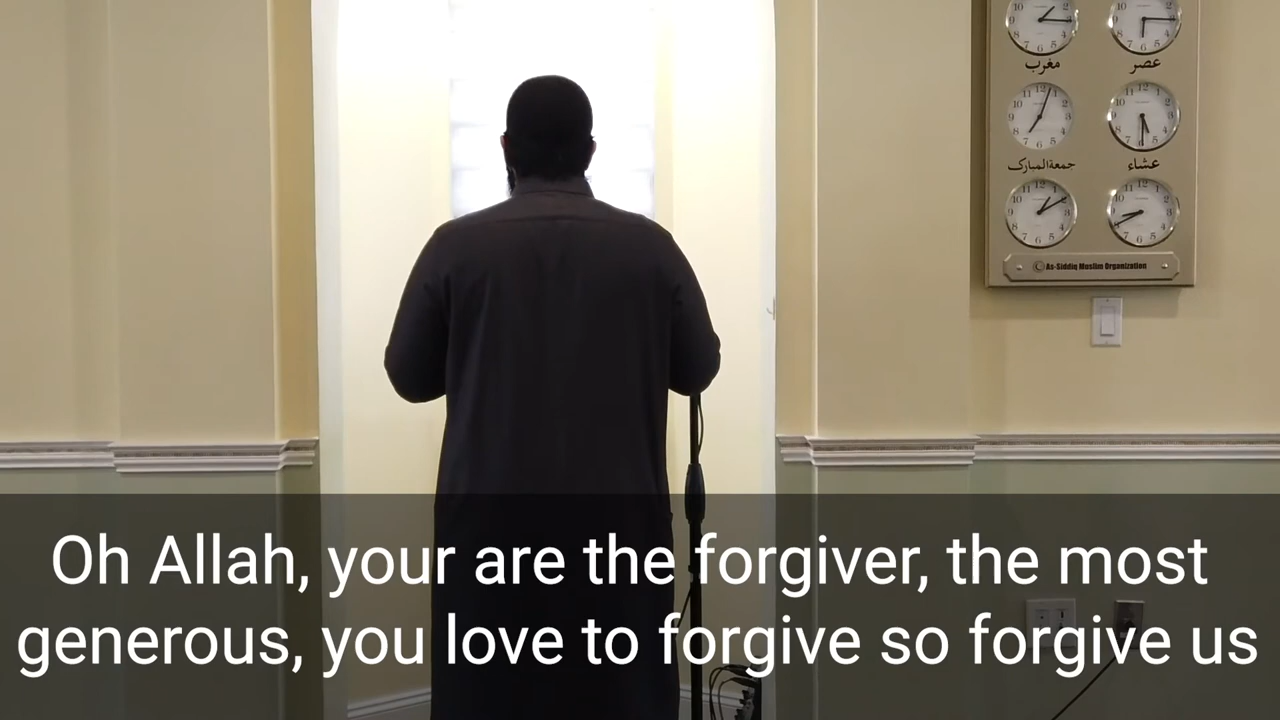 مغرب عصر
جمعةالمبارک عشاء
As-Siddiq Muslim Organization
Oh Allah, your are the forgiver, the most
generous, you love to forgive so forgive us